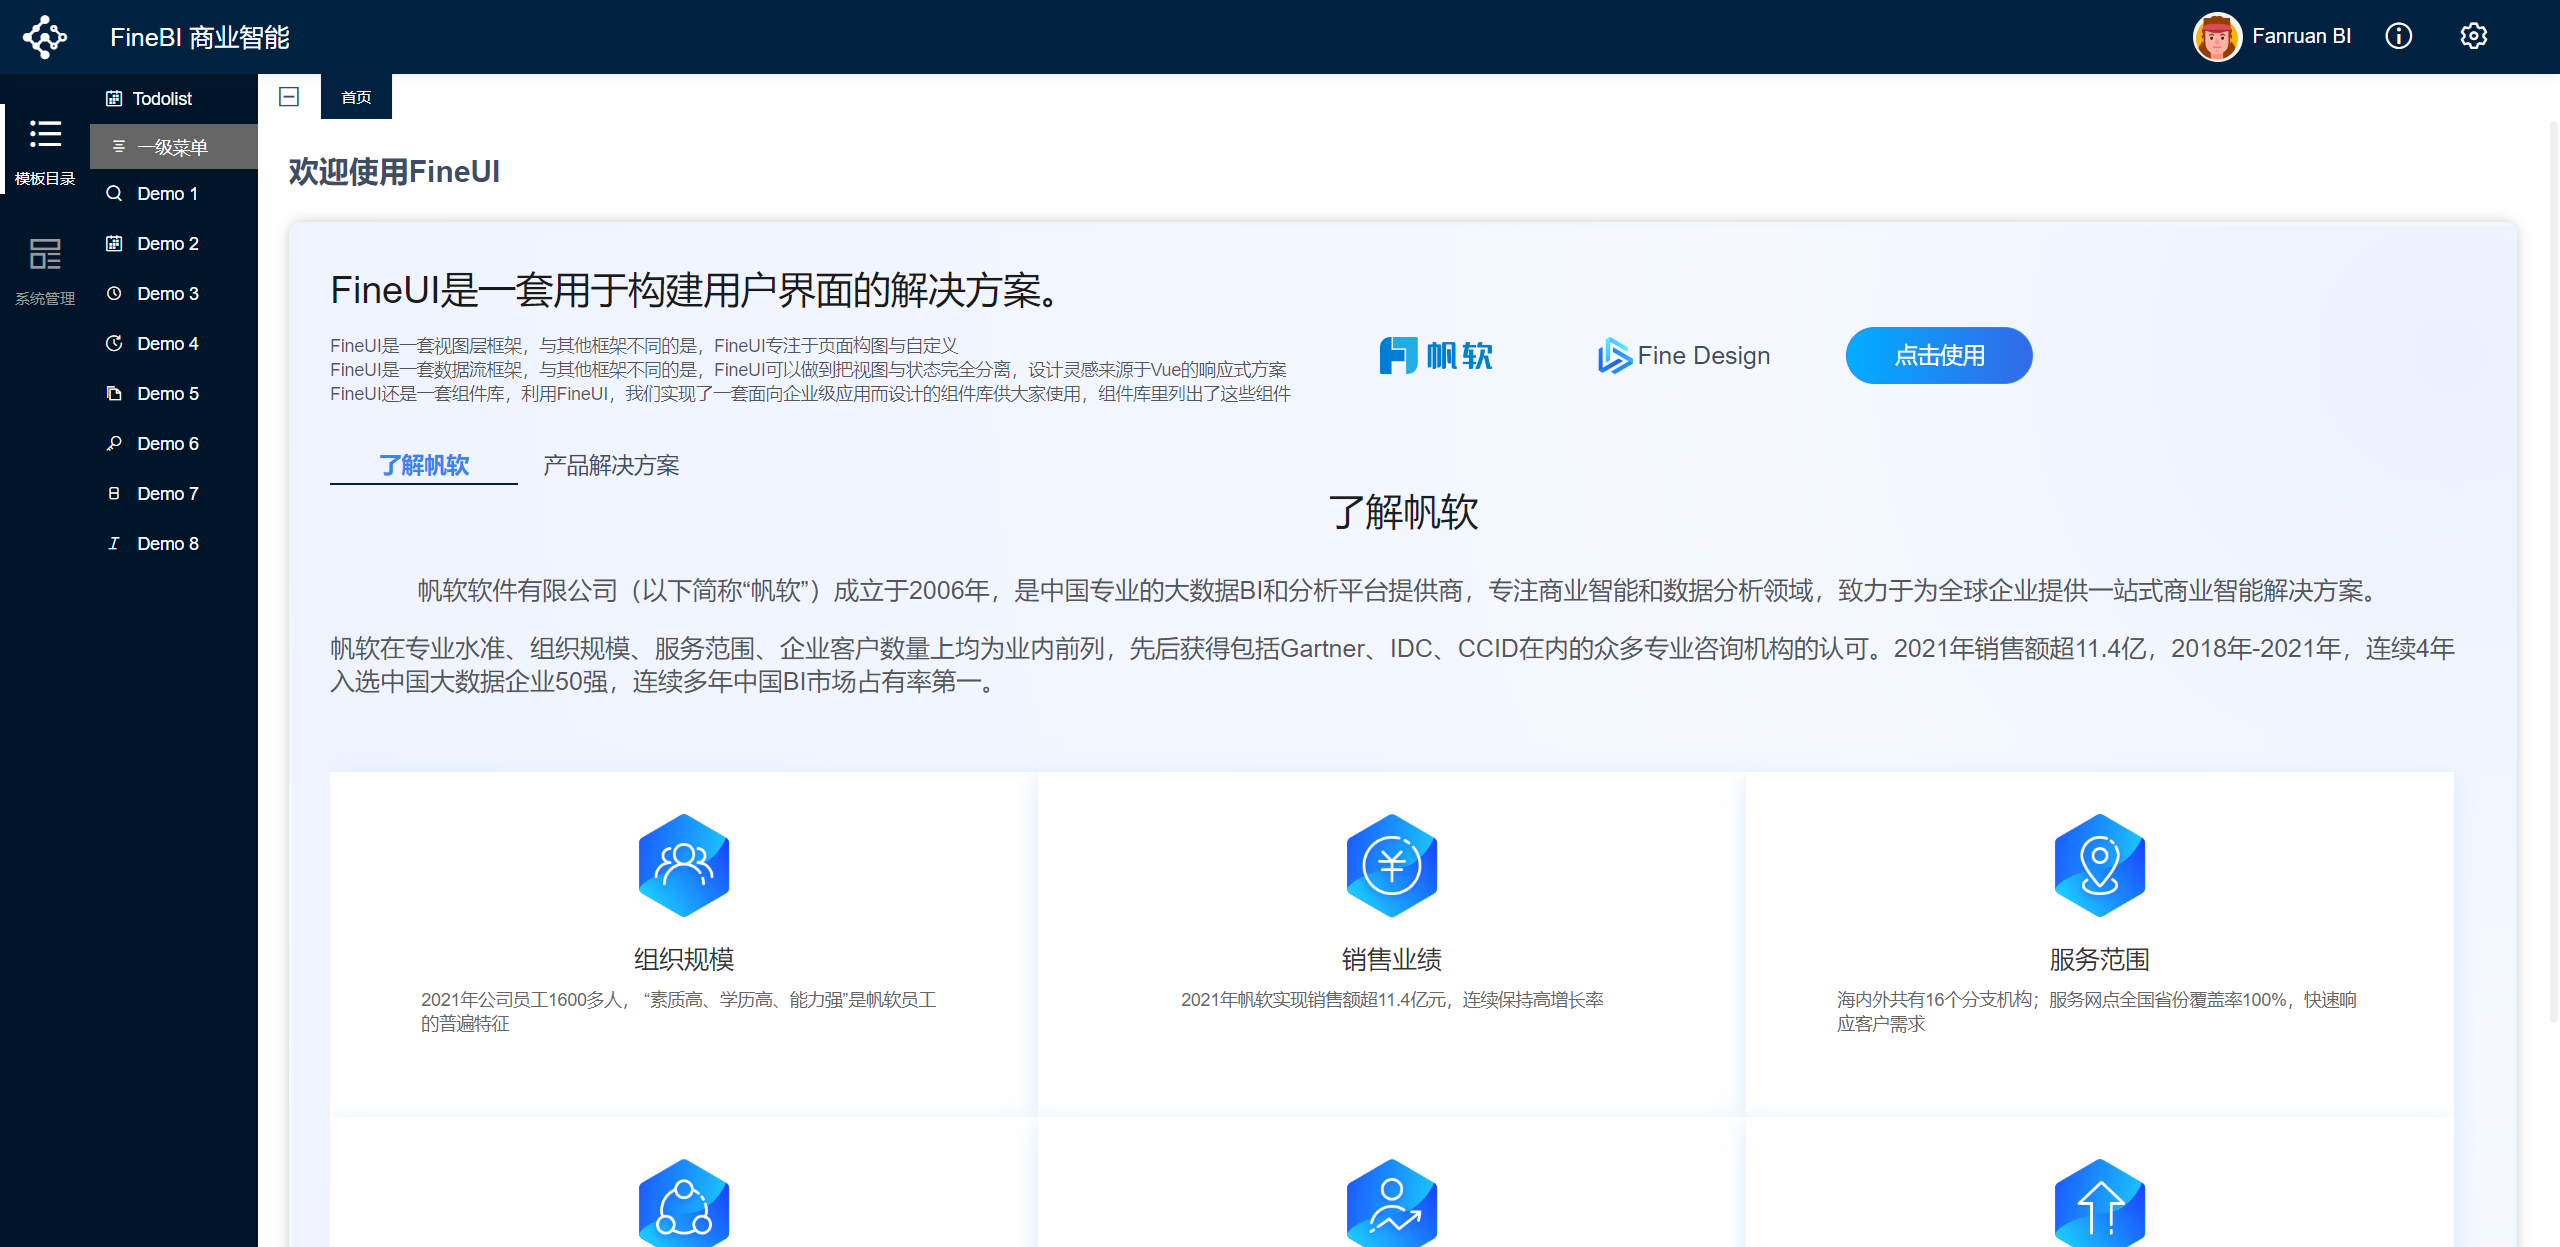 FineBI 商业智能
Fanruan BI
模板目录
系统管理
Todolist
一级菜单
Demo 1
Demo 2
Demo 3
Demo 4
Demo 5
Demo 6
Demo 7
Demo 8
首页
欢迎使用FineUI
FineUI是一套用于构建用户界面的解决方案。
FineUI是一套视图层框架，与其他框架不同的是，FineUI专注于页面构图与自定义
FineUI是一套数据流框架，与其他框架不同的是，FineUI可以做到把视图与状态完全分离，设计灵感来源于Vue的响应式方案
FineUI还是一套组件库，利用FineUI，我们实现了一套面向企业级应用而设计的组件库供大家使用，组件库里列出了这些组件
帆软
Fine Design
点击使用
了解帆软
产品解决方案
了解帆软
帆软软件有限公司（以下简称“帆软”）成立于2006年，是中国专业的大数据BI和分析平台提供商，专注商业智能和数据分析领域，致力于为全球企业提供一站式商业智能解决方案。
帆软在专业水准、组织规模、服务范围、企业客户数量上均为业内前列，先后获得包括Gartner、IDC、CCID在内的众多专业咨询机构的认可。2021年销售额超11.4亿，2018年-2021年，连续4年
入选中国大数据企业50强，连续多年中国BI市场占有率第一。
组织规模
2021年公司员工1600多人， “素质高、学历高、能力强”是帆软员工
的普遍特征
销售业绩
2021年帆软实现销售额超11.4亿元，连续保持高增长率
服务范围
海内外共有16个分支机构；服务网点全国省份覆盖率100%，快速响
应客户需求